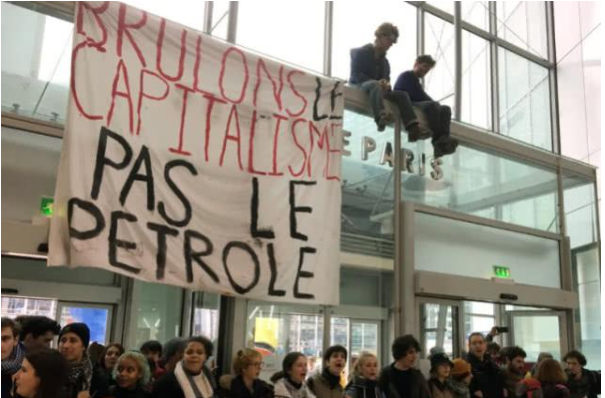 BRULONS LE
CAPITALISME
PAS LE
PETROLE
E PARIS